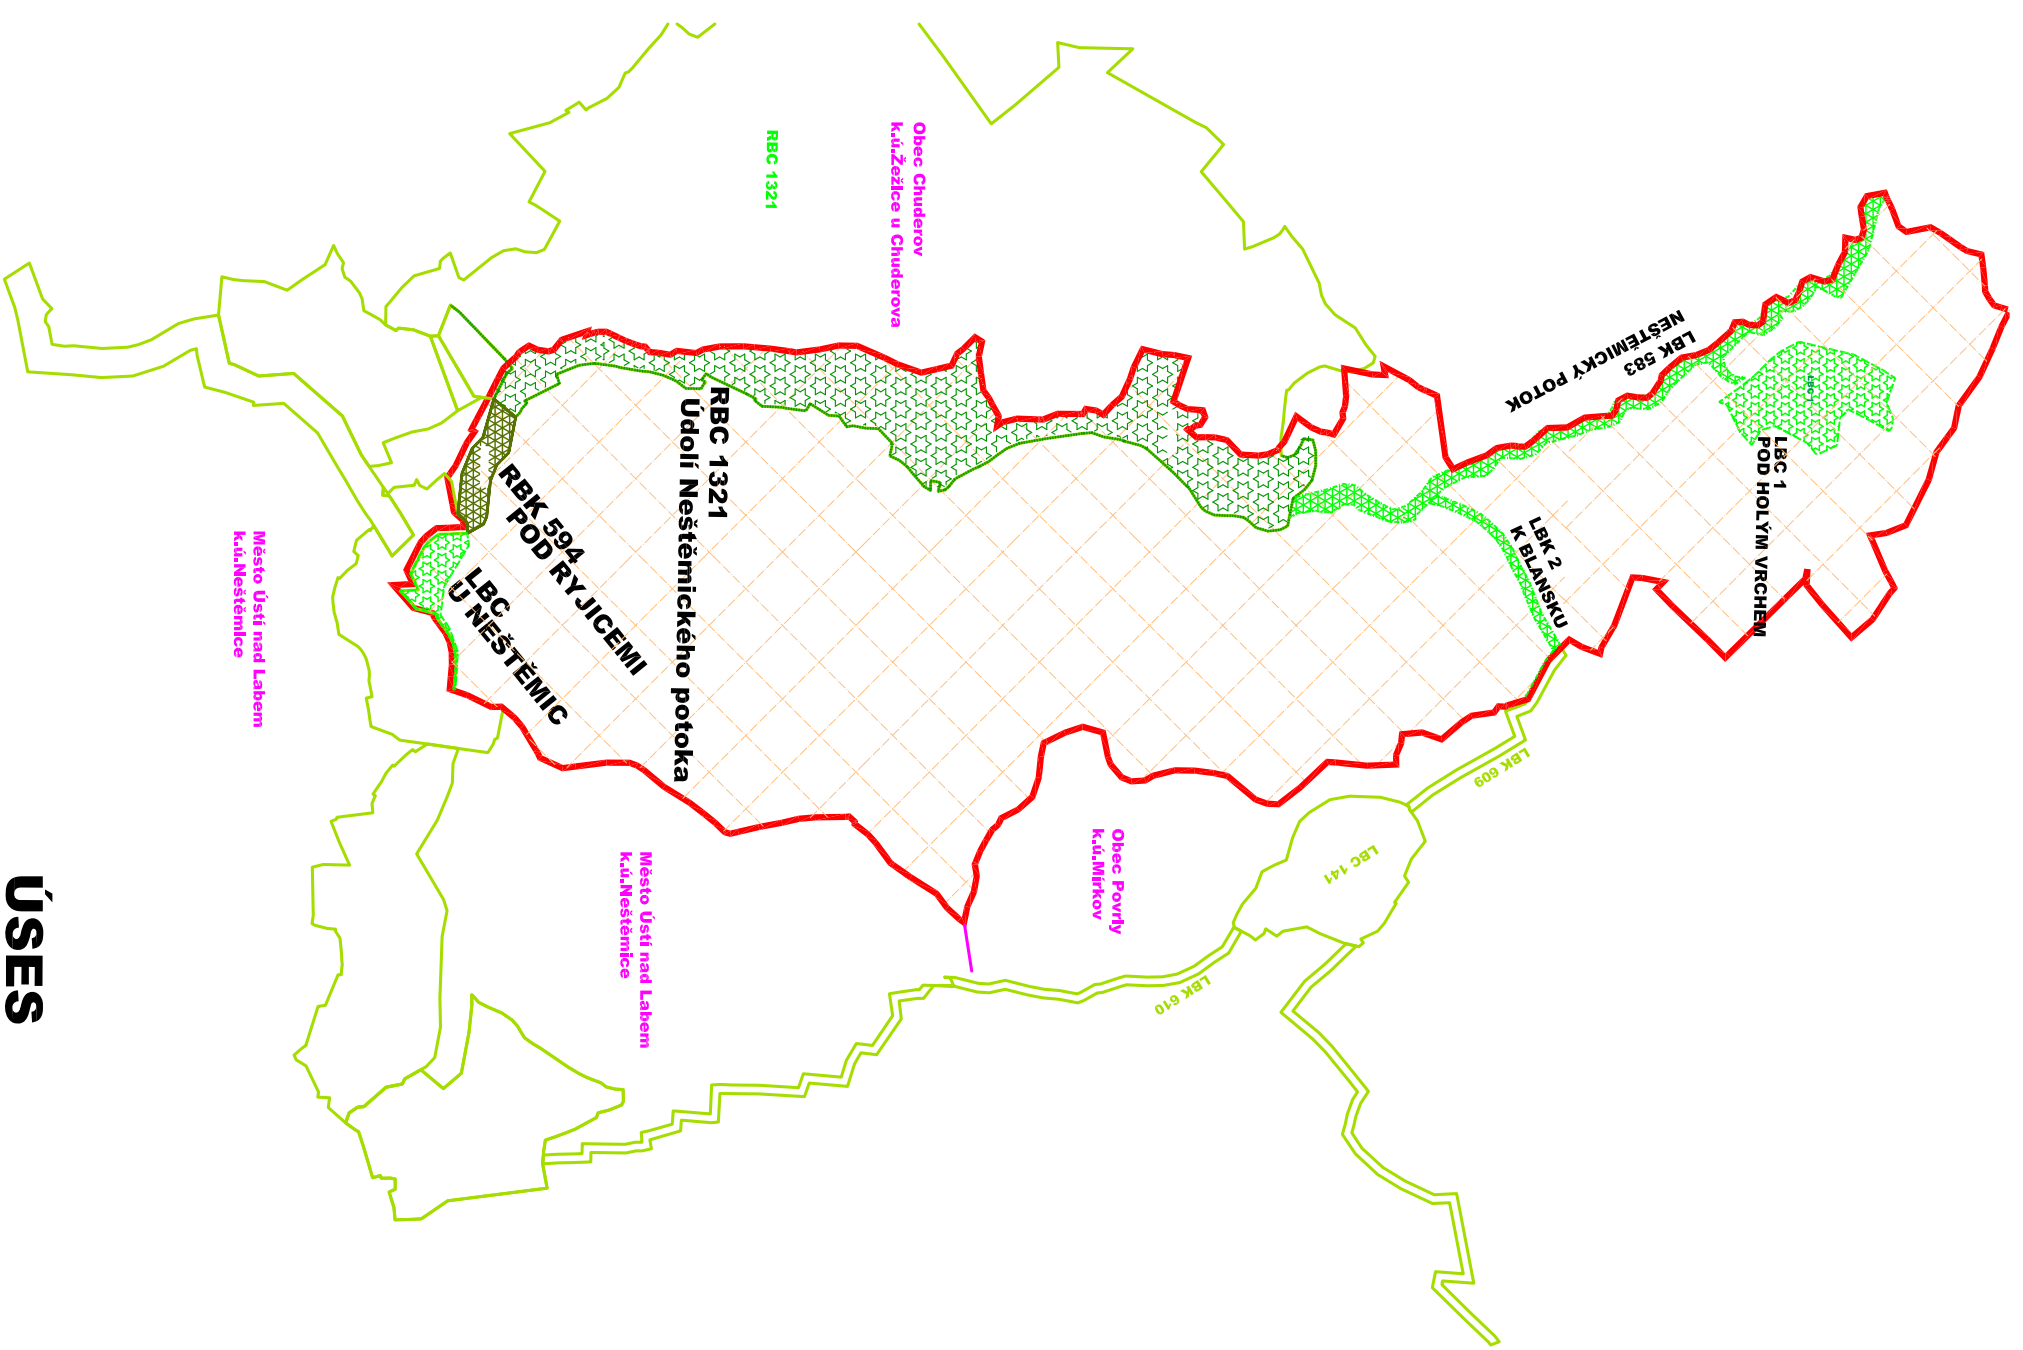 ÚSES
Obec Chuderov
k.ú.Žežice u Chuderova
RBC 1321
NEŠTĚMICKÝ POTOK
LBK 583
LBC 1
LBC 1
POD HOLÝM VRCHEM
LBK 2
K BLANSKU
RBC 1321
Údolí Neštěmického potoka
RBK 594
POD RYJICEMI
LBC
U NEŠTĚMIC
Město Ústí nad Labem
k.ú.Neštěmice
Město Ústí nad Labem
k.ú.Neštěmice
Obec Povrly
k.ú.Mírkov
LBK 609
LBC 141
LBK 610